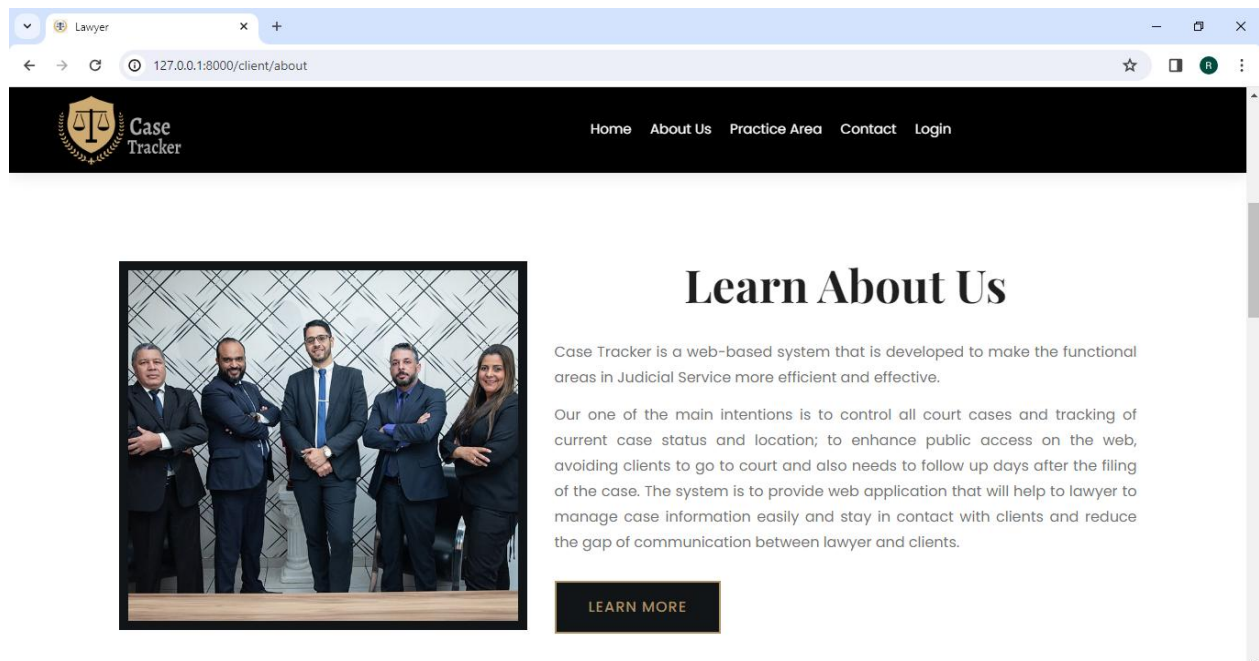 Lawyer
127.0.0.1:8000/client/about
R
Case
Tracker
Home About Us Practice Area Contact Login
Learn About Us
Case Tracker is a web-based system that is developed to make the functional
areas in Judicial Service more efficient and effective.
Our one of the main intentions is to control all court cases and tracking of
current case status and location; to enhance public access on the web,
avoiding clients to go to court and also needs to follow up days after the filing
of the case. The system is to provide web application that will help to lawyer to
manage case information easily and stay in contact with clients and reduce
the gap of communication between lawyer and clients.
LEARN MORE